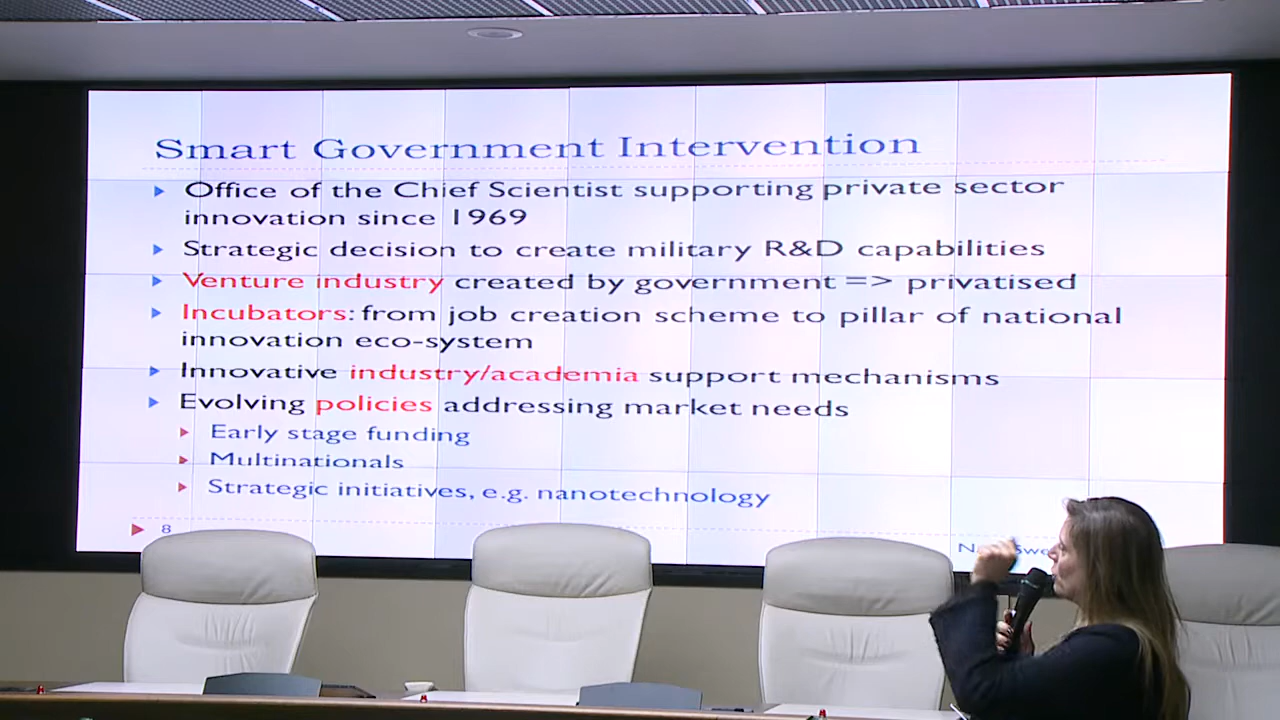 Smart Government Intervention
Office of the Chief Scientist supporting private sector
innovation since 1969
Strategic decision to create military R&D capabilities
Venture industry created by government => privatised
Incubators: from job creation scheme to pillar of national
innovation eco-system
Innovative industry/academia support mechanisms
Evolving policies addressing market needs
Early stage funding
Multinationals
Strategic initiatives, e.g. nanotechnology
8